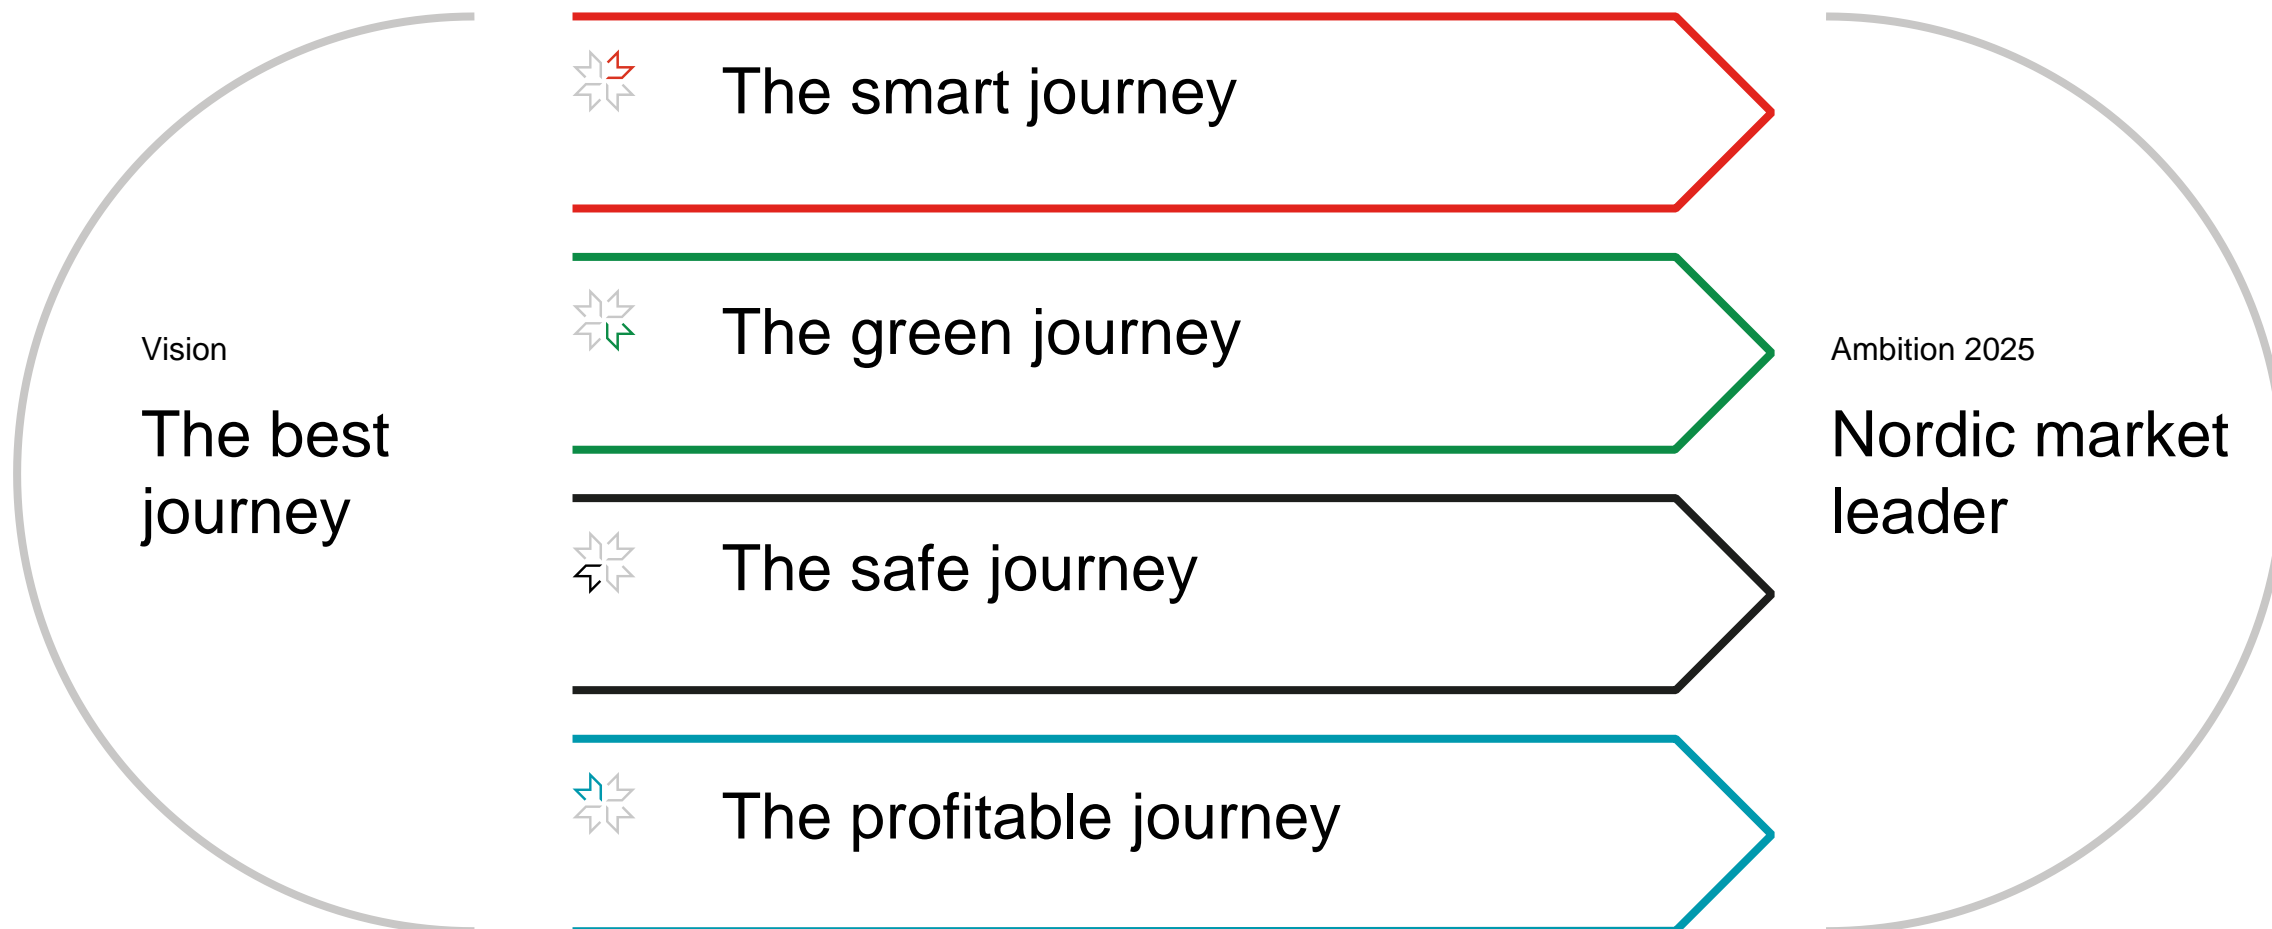 Vision
The best
journey
The smart journey
The green journey
The safe journey
The profitable journey
Ambition 2025
Nordic market
leader